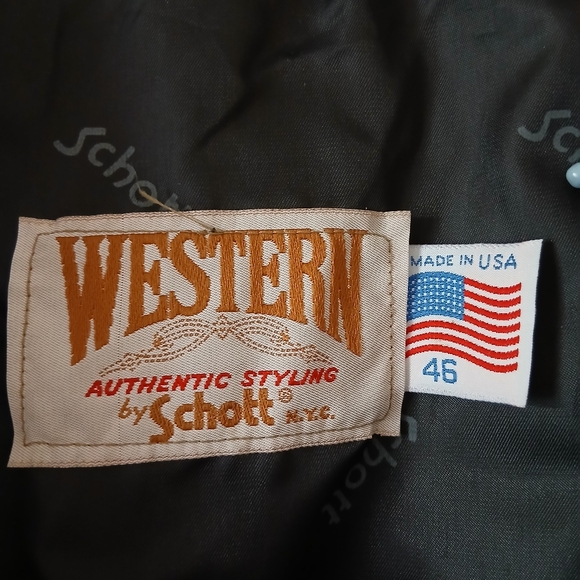 Schott
Schott
WESTERN
AUTHENTIC STYLING
by Schott® N.Y.C.
MADE IN USA
46
Schott